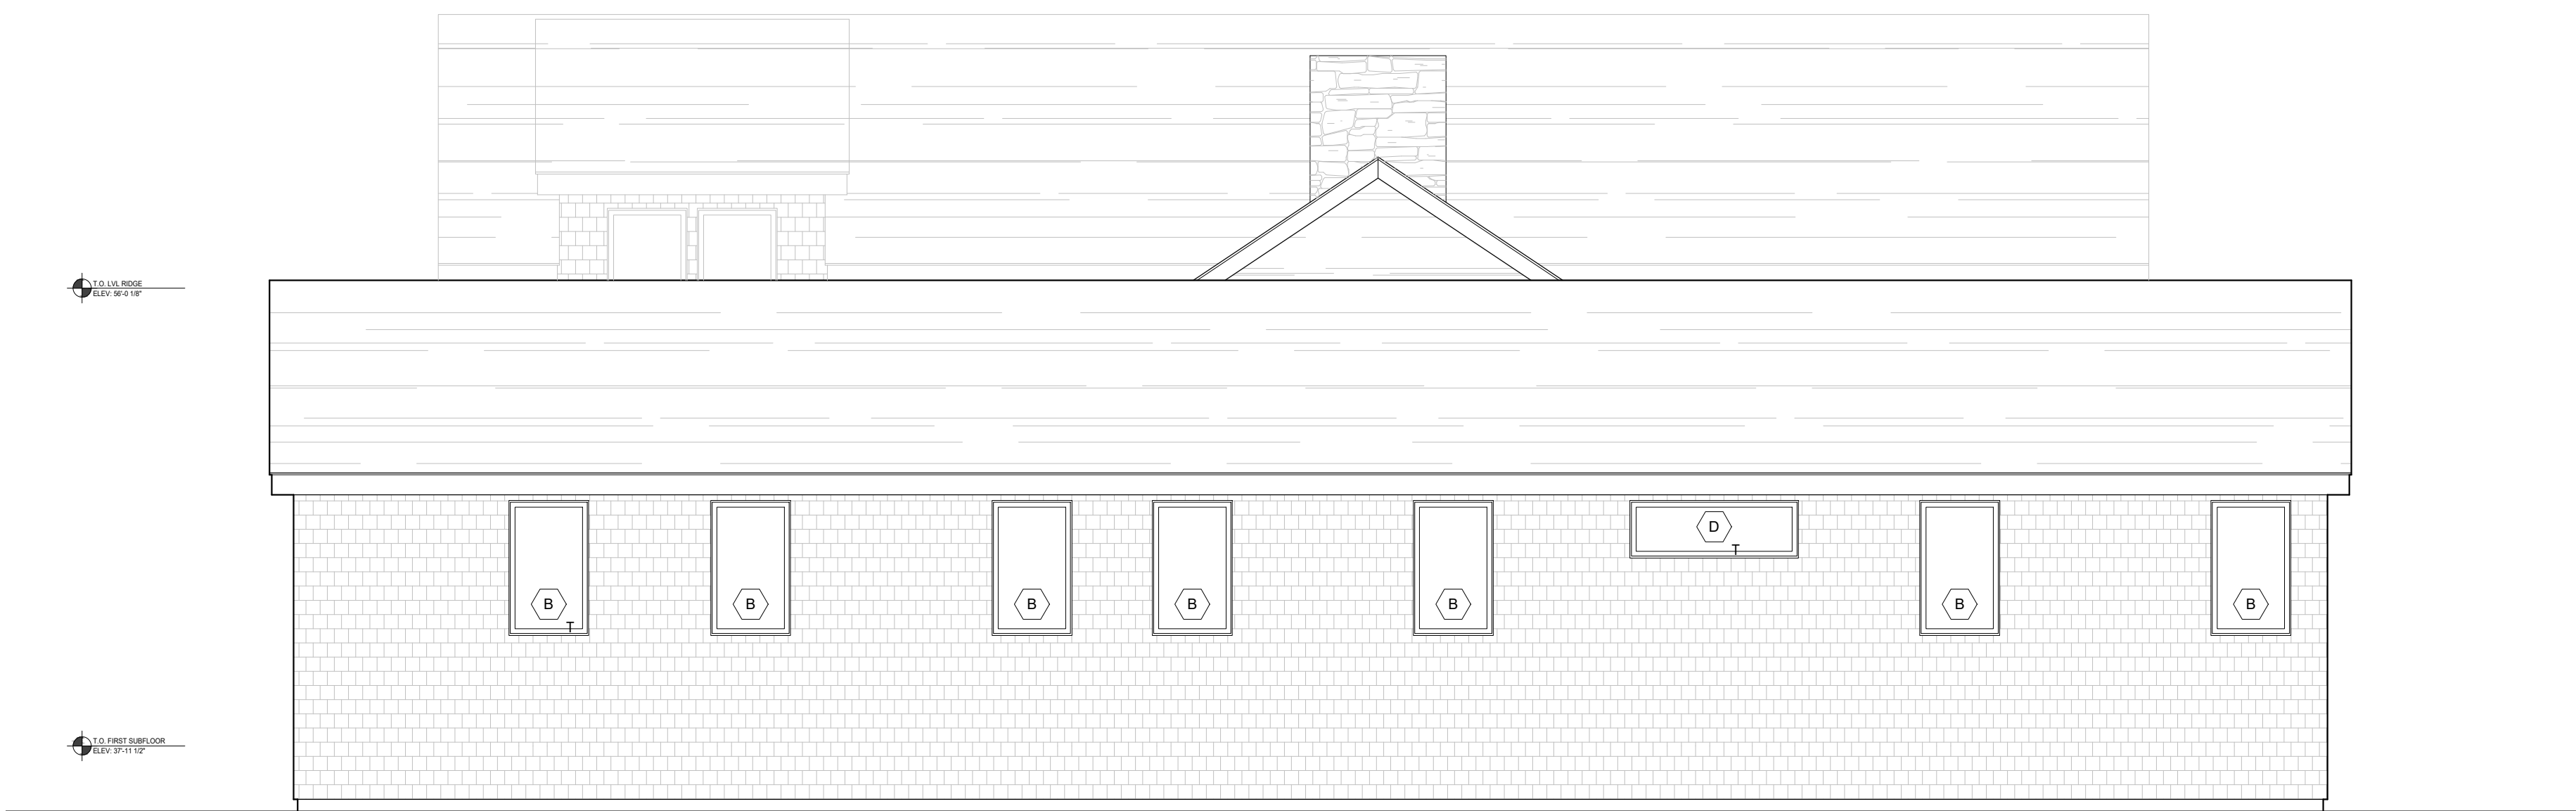 T.O. LVL RIDGE
ELEV: 56'-0 1/8"
D
T
B
B
B
B
B
B
B
T
T.O. FIRST SUBFLOOR
ELEV: 37'-11 1/2"